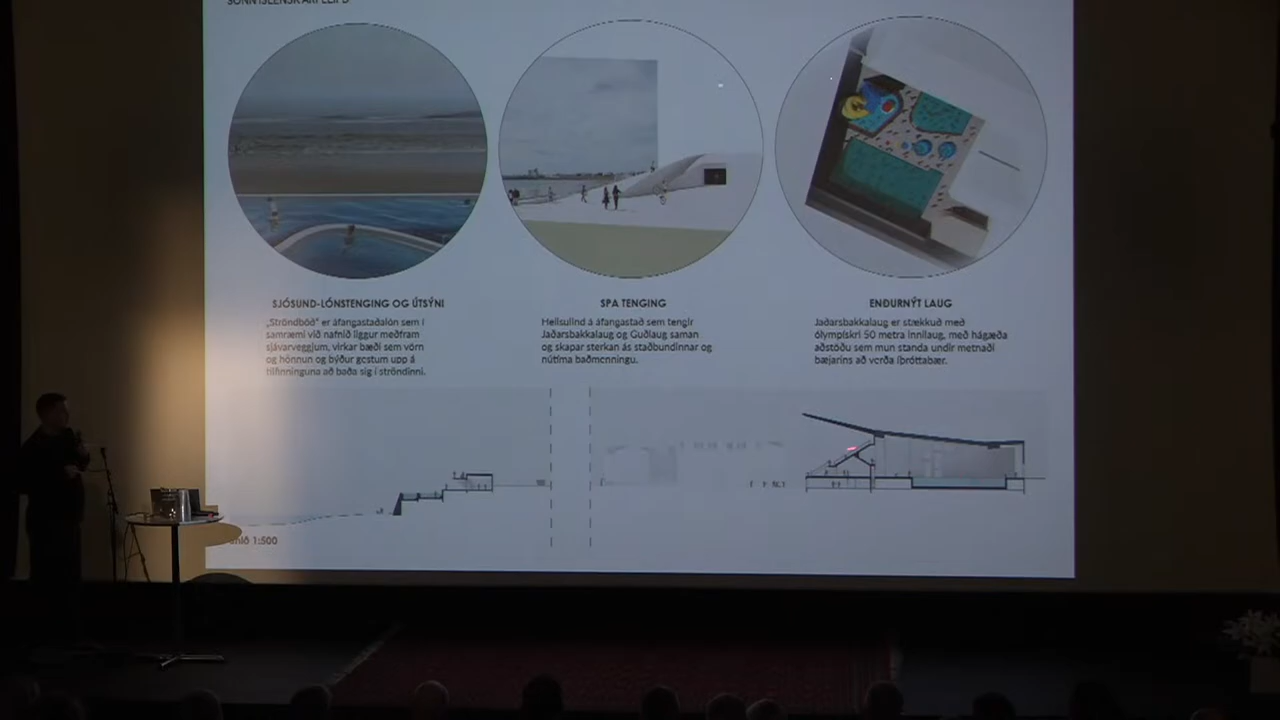 SJÓSUND-LÓNSTENGING OG ÚTSÝNI
„Ströndböð" er áfangastaðalón sem í
samræmi við nafnið liggur meðfram
sjávarveggjum, virkar bæði sem vörn
og hönnun og býður gestum upp á
tilfinninguna að baða sig í ströndinni.
SPA TENGING
Heilsulind á áfangastað sem tengir
Jaðarsbakkalaug og Guðlaug saman
og skapar sterkan ás staðbundinnar og
nútíma baðmenningu.
ENDURNÝT LAUG
Jaðarsbakkalaug er stækkuð með
ólympískri 50 metra innilaug, með hágæða
aðstöðu sem mun standa undir metnaði
bæjarins að verða íþróttabær.
1:500